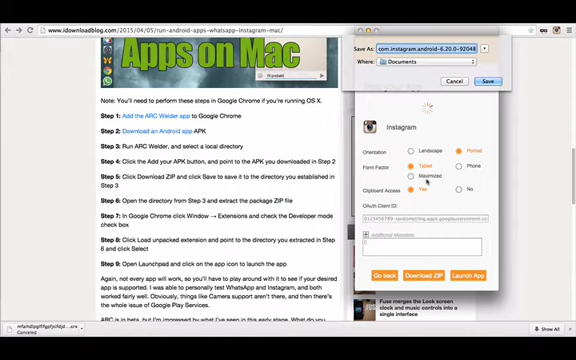 www.idownloadblog.com/2015/04/05/run-android-apps-whatsapp-instagram-mac/
Apps on Mac
Note: You'll need to perform these steps in Google Chrome if you're running OS X.
Step 1: Add the ARC Welder app to Google Chrome
Step 2: Download an Android app APK
Step 3: Run ARC Welder, and select a local directory
Step 4: Click the Add your APK button, and point to the APK you downloaded in Step 2
Step 5: Click Download ZIP and click Save to save it to the directory you established in
Step 3
Step 6: Open the directory from Step 3 and extract the package ZIP
Step 7: In Google Chrome click Window → Extensions and check the Developer mode
check box
Step 8: Click Load unpacked extension and point to the directory you extracted in Step
6 and click Select
Step 9: Open Launchpad and click on the app icon to launch the app
Again, not every app will work, so you'll have to play around with it to see if your desired
app is supported. I was able to personally test WhatsApp and Instagram, and both
worked fairly well. Obviously, things like Camera support aren't there, and then there's
the whole issue of Google Play Services.
ARC is in beta, but I'm impressed by what I've seen in this early stage. What do you
Save As: com.instagram.android-6.20.0-92048
Where: Documents
Cancel Save
Instagram
Orientation Landscape Portrait
Form Factor Tablet Phone
Maximized
Clipboard Access Yes No
OAuth Client ID:
Additional Metadata:
Go back Download ZIP Launch App
Fuse merges the Lock screen
clock and music controls into a
single interface
Canceled
Show All